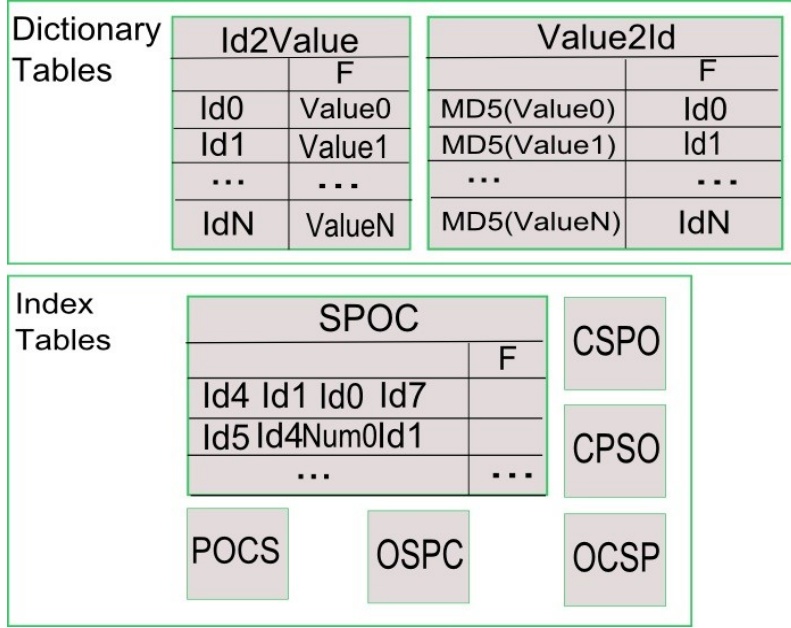 Dictionary Tables
Id2Value
F
Id0 Value0
Id1 Value1
... ...
IdN ValueN
Value2Id
F
MD5(Value0) Id0
MD5(Value1) Id1
... ...
MD5(ValueN) IdN
Index Tables
SPOC
F
Id4 Id1 Id0 Id7
Id5 Id4Num0Id1
... ...
CSPO
CPSO
POCS
OSPC
OCSP